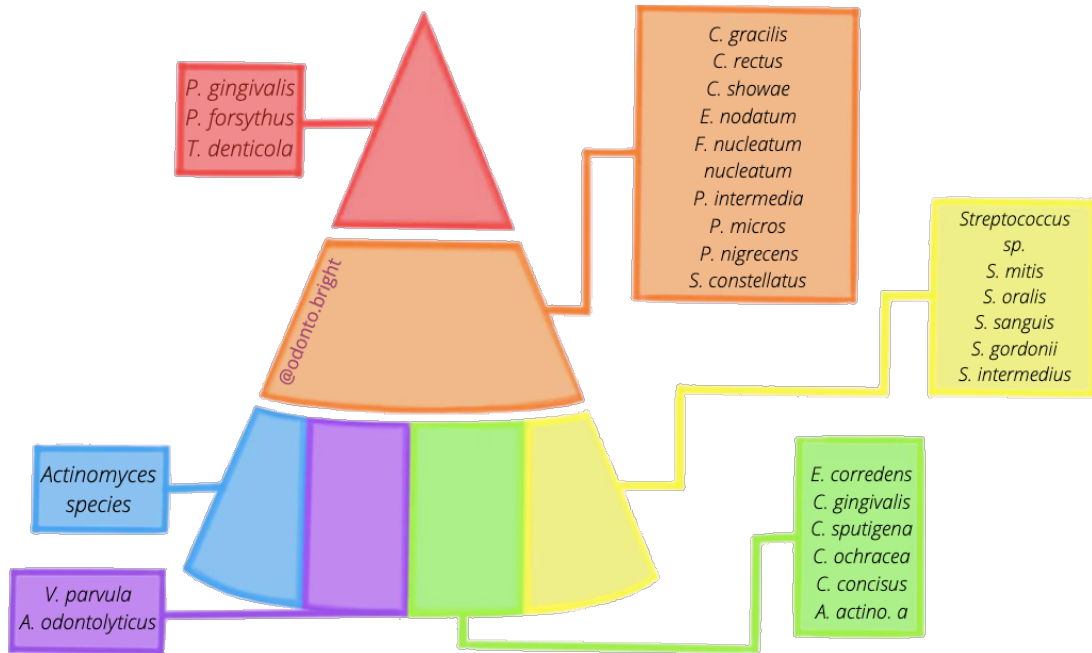 P. gingivalis
P. forsythus
T. denticola
C. gracilis
C. rectus
C. showae
E. nodatum
F. nucleatum
nucleatum
P. intermedia
P. micros
P. nigrecens
S. constellatus
@odonto.bright
Streptococcus
sp.
S. mitis
S. oralis
S. sanguis
S. gordonii
S. intermedius
Actinomyces
species
E. corredens
C. gingivalis
C. sputigena
C. ochracea
C. concisus
A. actino. a
V. parvula
A. odontolyticus